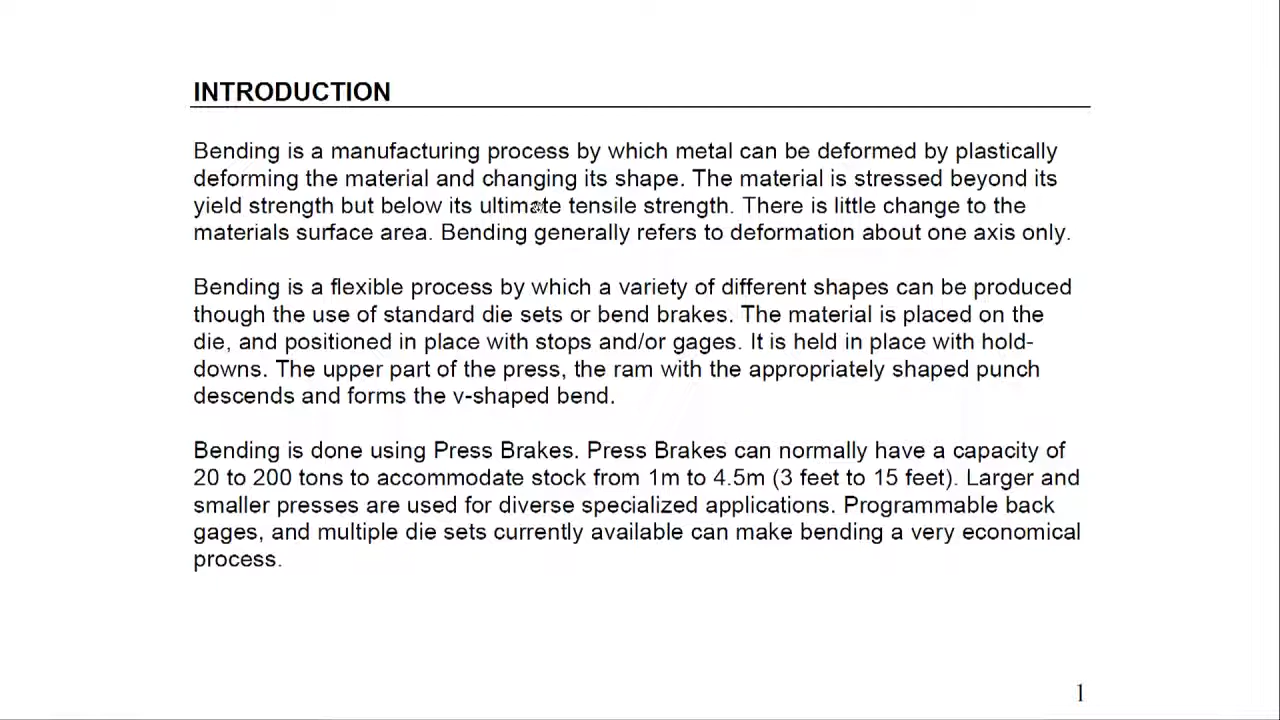 INTRODUCTION
Bending is a manufacturing process by which metal can be deformed by plastically
deforming the material and changing its shape. The material is stressed beyond its
yield strength but below its ultimate tensile strength. There is little change to the
materials surface area. Bending generally refers to deformation about one axis only.
Bending is a flexible process by which a variety of different shapes can be produced
though the use of standard die sets or bend brakes. The material is placed on the
die, and positioned in place with stops and/or gages. It is held in place with hold-
downs. The upper part of the press, the ram with the appropriately shaped punch
descends and forms the v-shaped bend.
Bending is done using Press Brakes. Press Brakes can normally have a capacity of
20 to 200 tons to accommodate stock from 1m to 4.5m (3 feet to 15 feet). Larger and
smaller presses are used for diverse specialized applications. Programmable back
gages, and multiple die sets currently available can make bending a very economical
process.
1